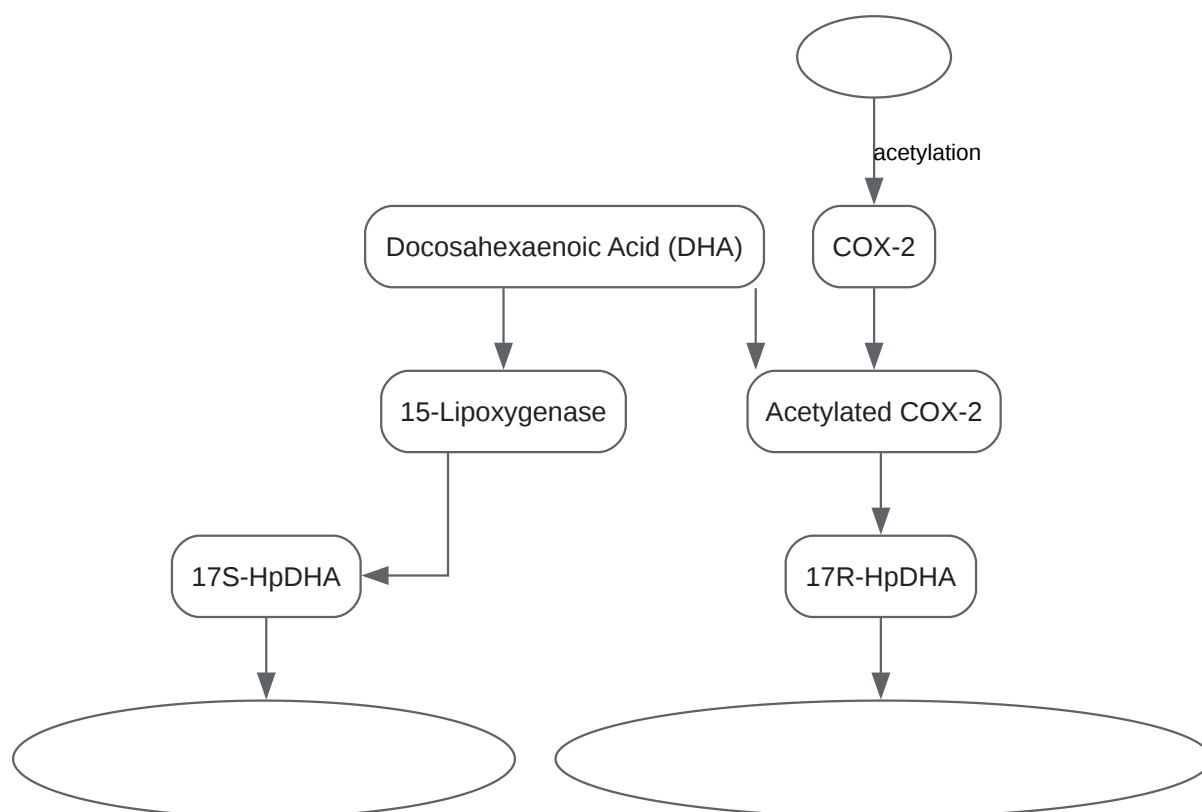 acetylation
Docosahexaenoic Acid (DHA)
COX-2
15-Lipoxygenase
Acetylated COX-2
17S-HpDHA
17R-HpDHA